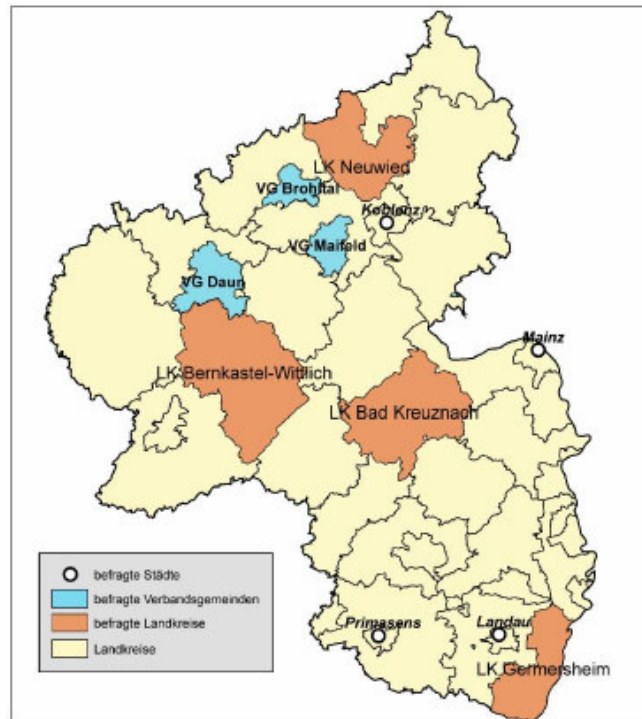 LK Neuwied
VG Brohltal
Koblenz
VG Maifeld
VG Daun
Mainz
LK Bernkastel-Wittlich
LK Bad Kreuznach
befragte Städte
befragte Verbandsgemeinden
befragte Landkreise
Landkreise
Primasens
Landau
LK Germersheim